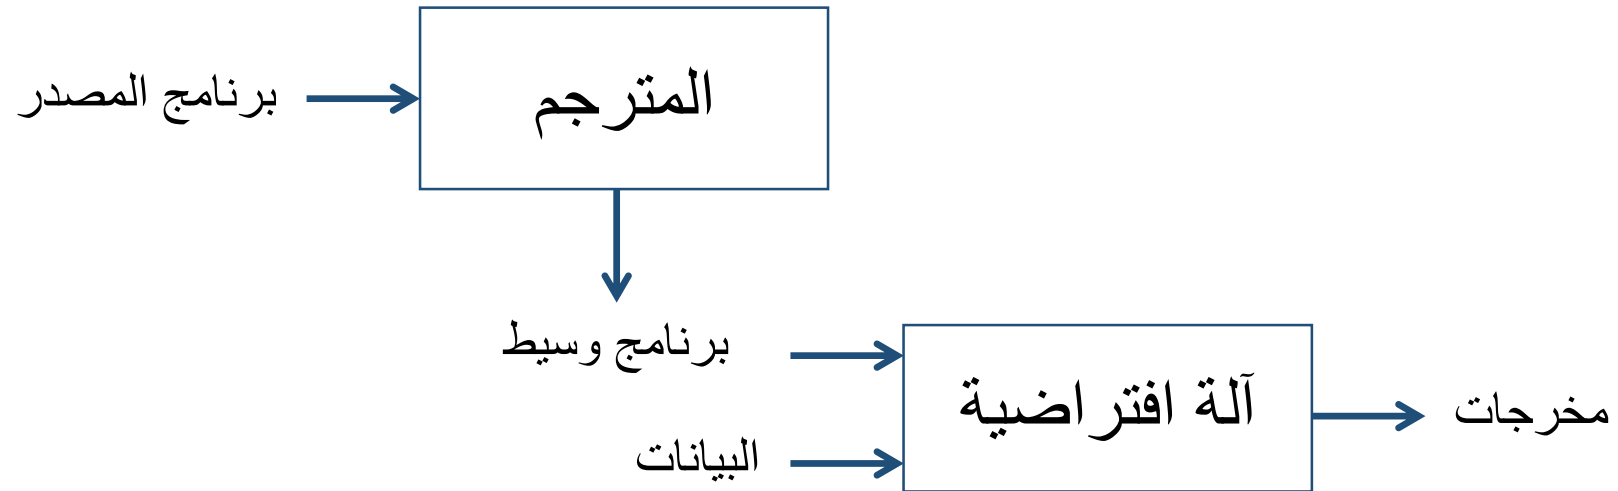 برنامج المصدر
المترجم
برنامج وسيط
البيانات
آلة افتراضية
مخرجات